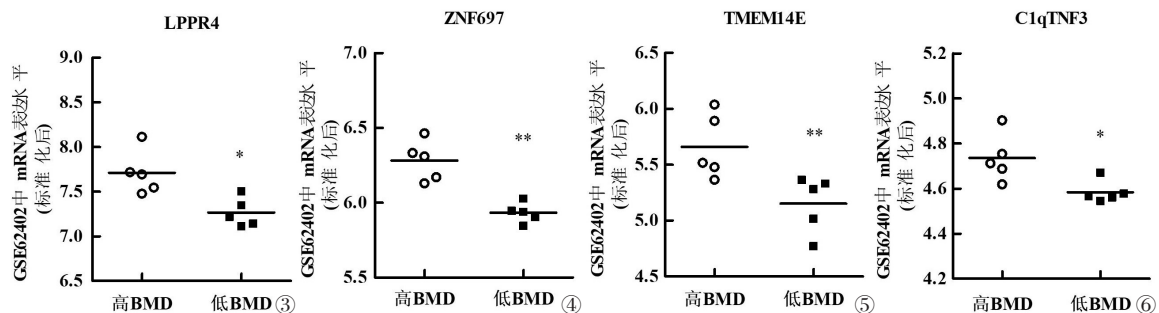 LPPR4
GSE62402中 mRNA表达水 平
(标准 化后)
9.0
8.5
8.0
7.5
7.0
6.5
*
高BMD
低BMD③
ZNF697
GSE62402中 mRNA表达水 平
(标准 化后)
7.0
6.5
6.0
5.5
**
高BMD
低BMD④
TMEM14E
GSE62402中 mRNA表达水 平
(标准 化后)
6.5
6.0
5.5
5.0
4.5
**
高BMD
低BMD⑤
C1qTNF3
GSE62402中 mRNA表达水 平
(标准 化后)
5.2
5.0
4.8
4.6
4.4
4.2
*
高BMD
低BMD⑥